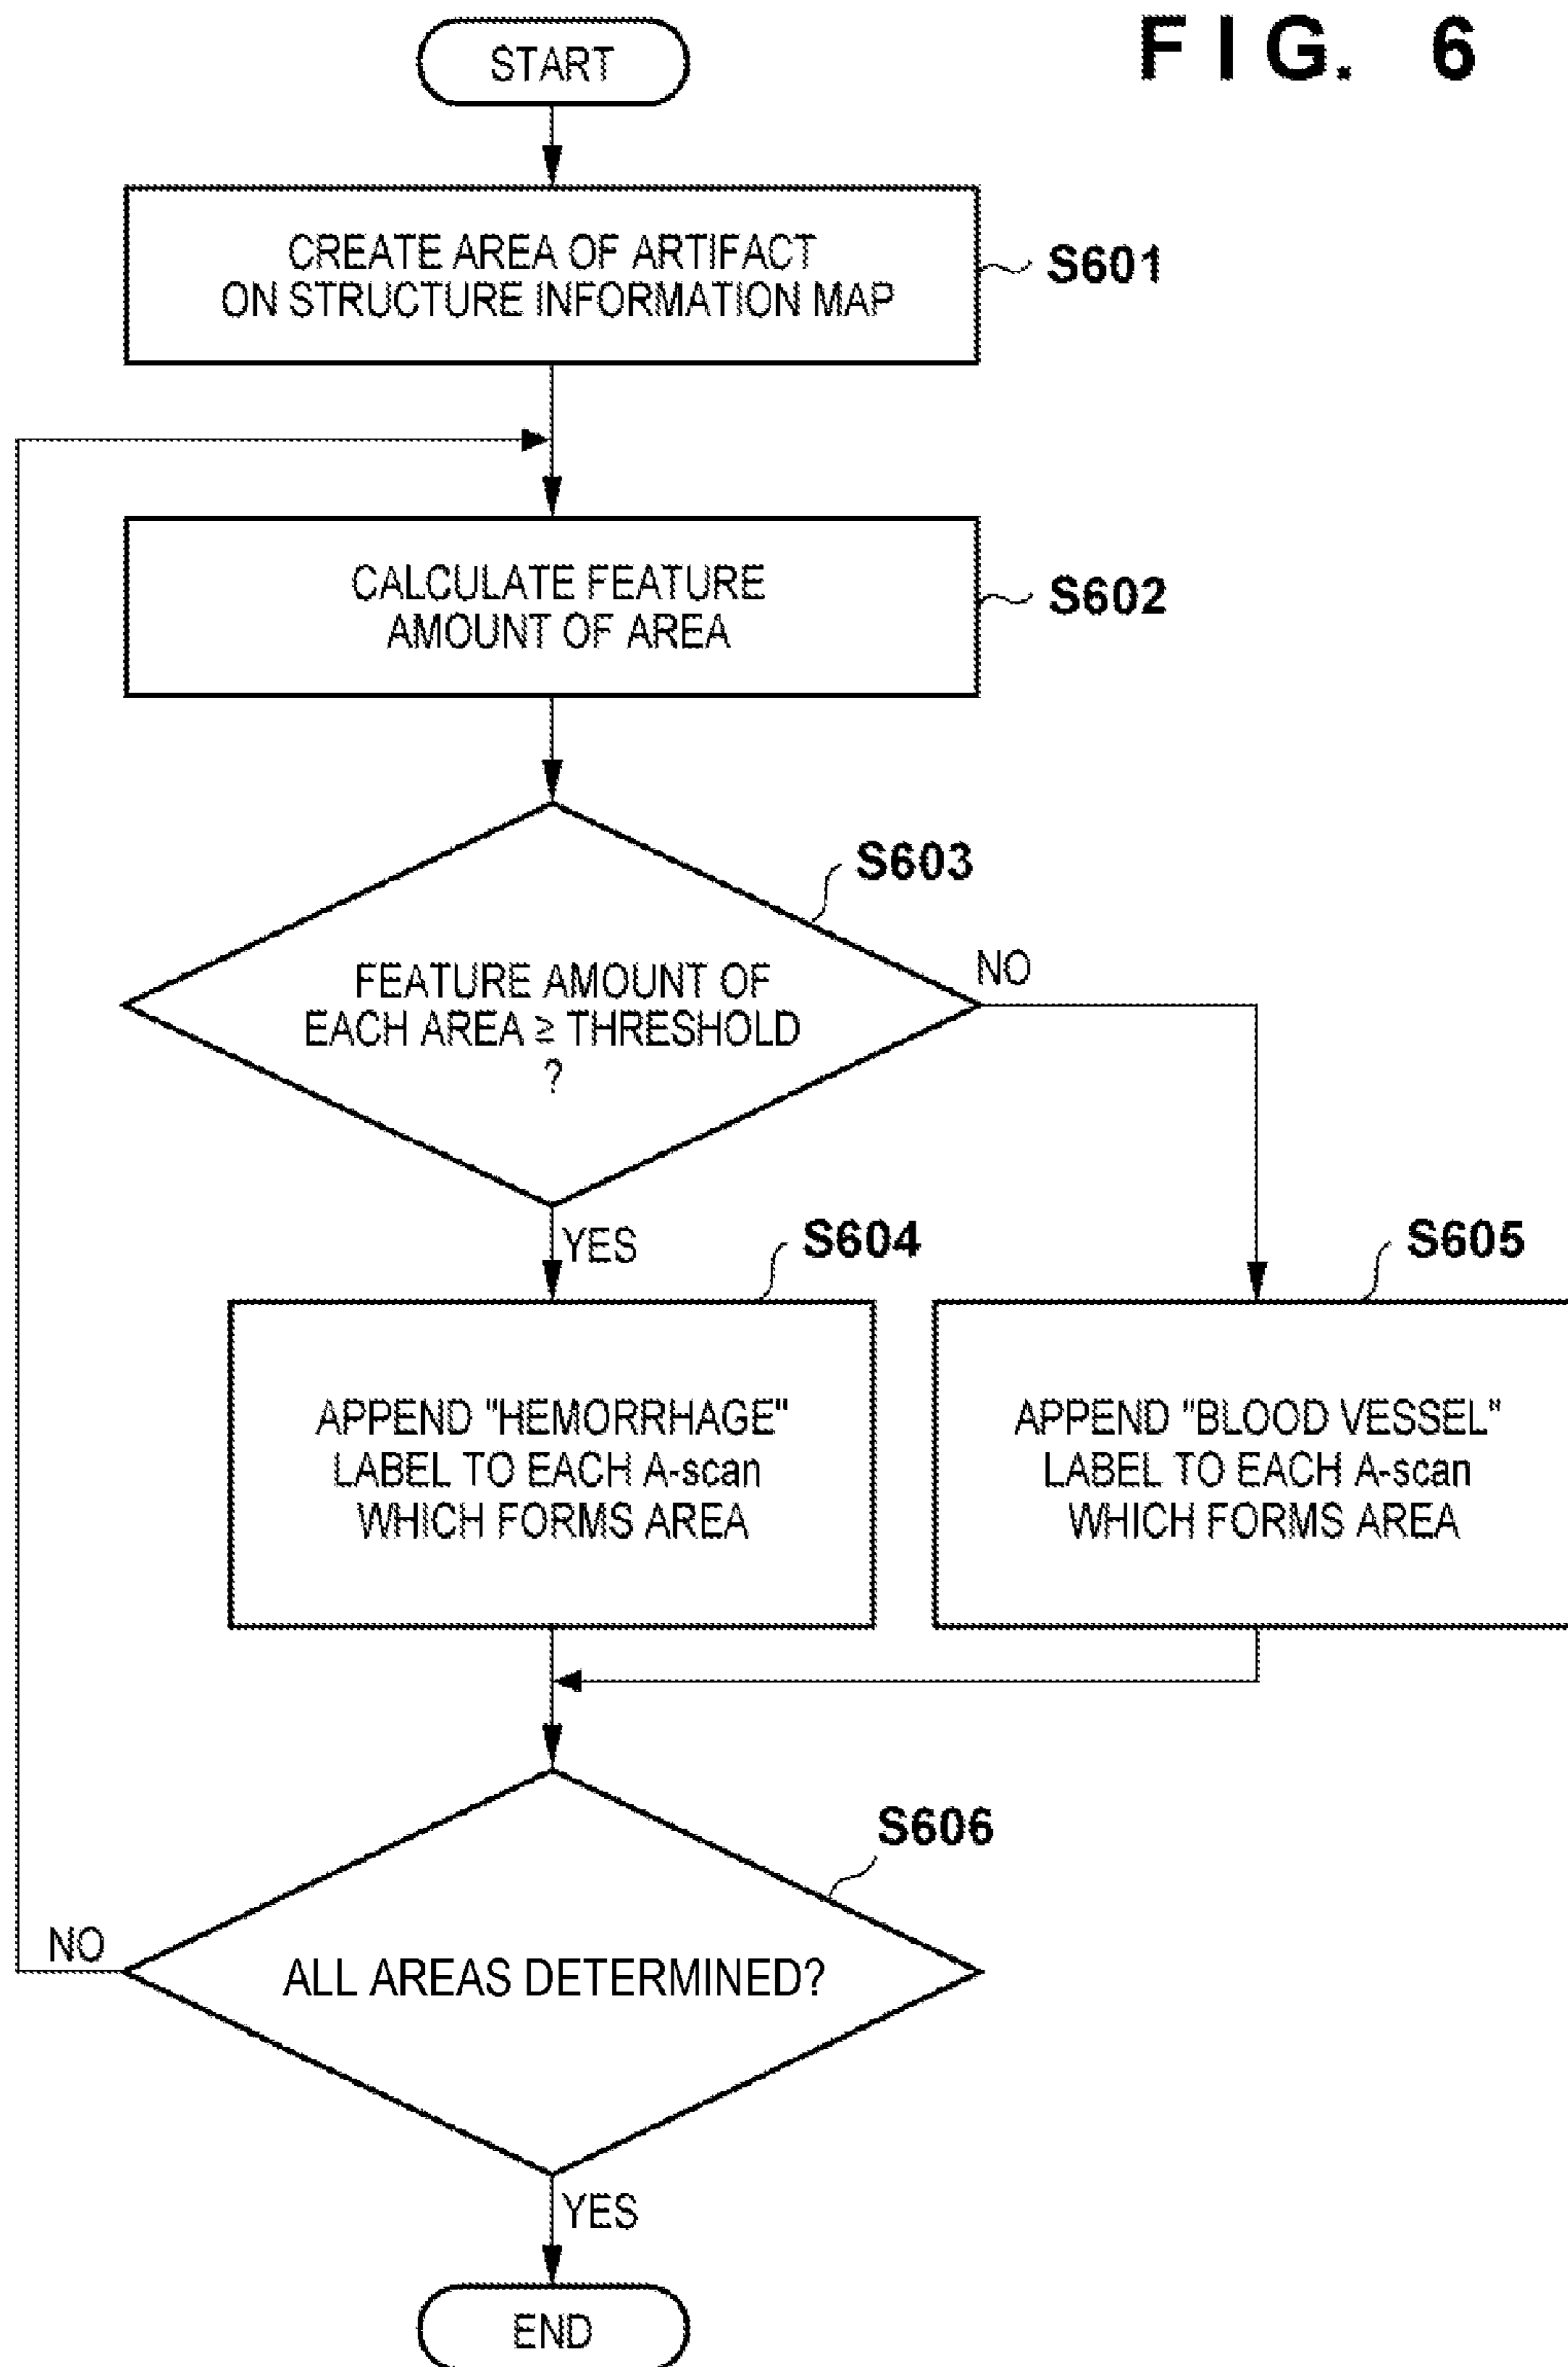 FIG. 6
START
CREATE AREA OF ARTIFACT
ON STRUCTURE INFORMATION MAP
S601
CALCULATE FEATURE
AMOUNT OF AREA
S602
S603
FEATURE AMOUNT OF
EACH AREA ≧ THRESHOLD
?
NO
YES
S604
APPEND "HEMORRHAGE"
LABEL TO EACH A-scan
WHICH FORMS AREA
S605
APPEND "BLOOD VESSEL"
LABEL TO EACH A-scan
WHICH FORMS AREA
S606
ALL AREAS DETERMINED?
NO
YES
END